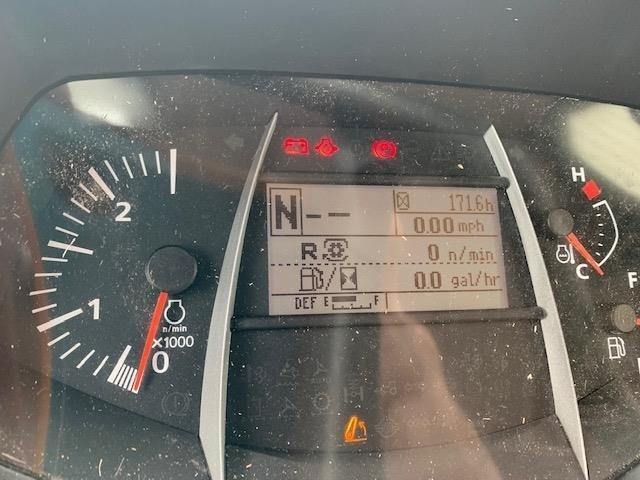 N -- 171.6h
0.00 mph
R 0 n/min
/ 0.0 gal/hr
DEF E F
2
1
n/min
×1000
0
H
C
F